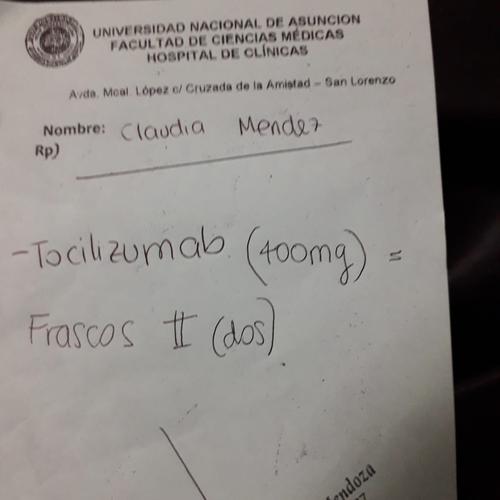 UNIVERSIDAD NACIONAL DE ASUNCION
FACULTAD DE CIENCIAS MÉDICAS
HOSPITAL DE CLÍNICAS
Avda. Mcal. López c/ Cruzada de la Amistad – San Lorenzo
Nombre: Claudia Mendez
Rp)
- Tocilizumab (400mg) =
Frascos II (dos)